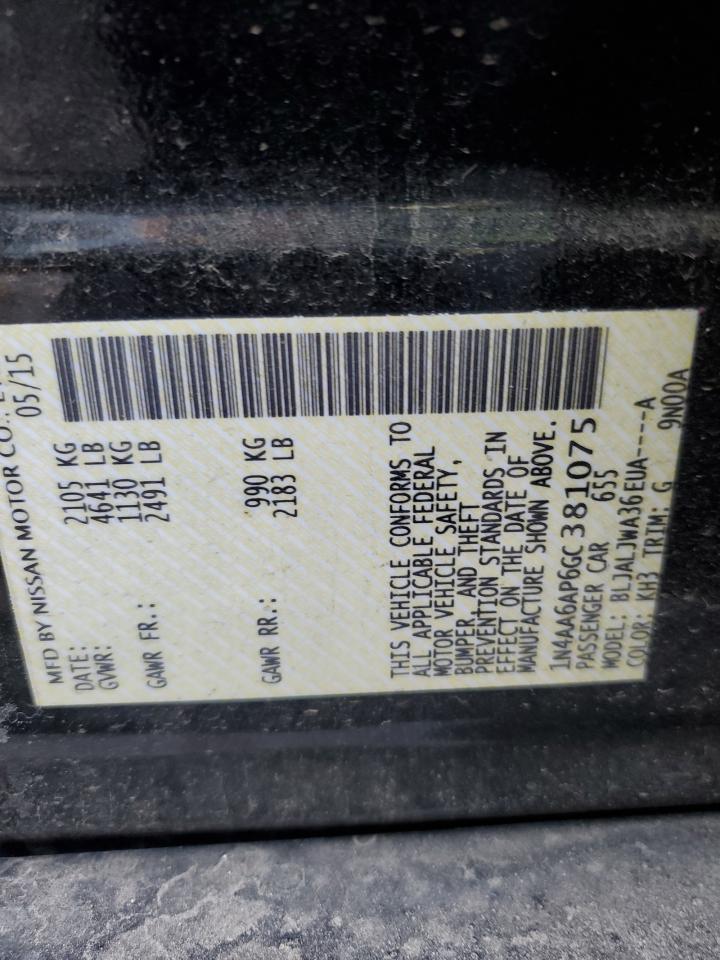 MFD BY NISSAN MOTOR CO.,
DATE: 05/15
GVWR: 2105 KG
4641 LB
GAWR FR.: 1130 KG
2491 LB
GAWR RR.: 990 KG
2183 LB
THIS VEHICLE CONFORMS TO
ALL APPLICABLE FEDERAL
MOTOR VEHICLE SAFETY,
BUMPER, AND THEFT
PREVENTION STANDARDS IN
EFFECT ON THE DATE OF
MANUFACTURE SHOWN ABOVE.
1N4AA6AP6GC381075
PASSENGER CAR 655
MODEL: BLJALJWA36EUA----A
COLOR: KH3 TRIM: G 9N00A